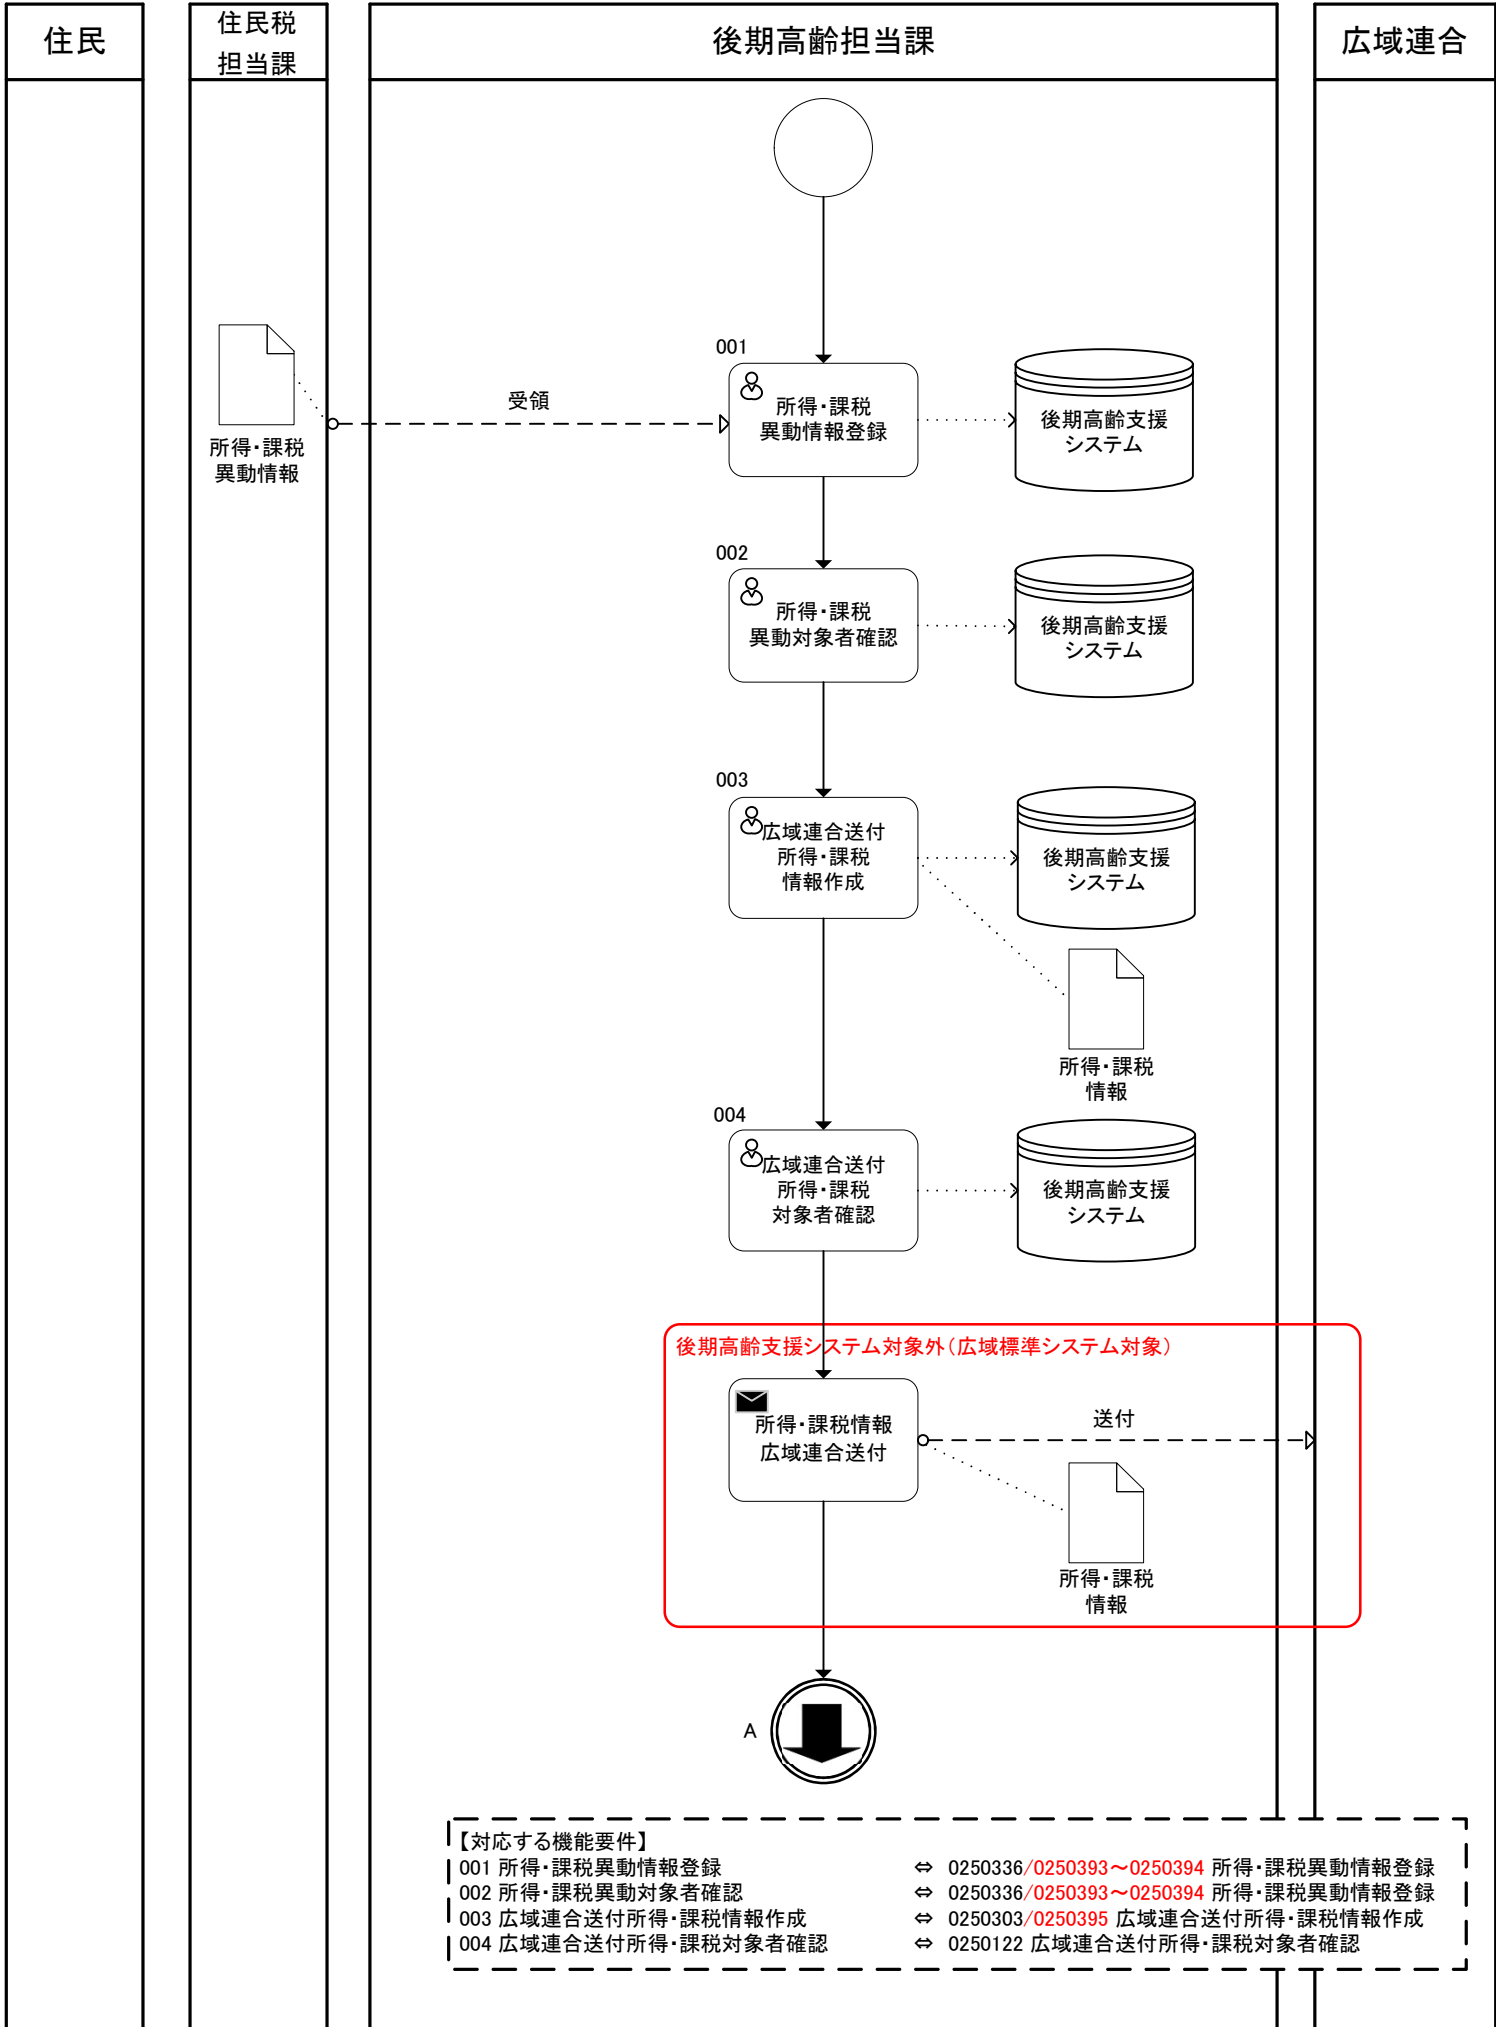 住民
住民税
担当課
後期高齢担当課
広域連合
所得・課税
異動情報
受領
001
所得・課税
異動情報登録
後期高齢支援
システム
002
所得・課税
異動対象者確認
後期高齢支援
システム
003
広域連合送付
所得・課税
情報作成
後期高齢支援
システム
所得・課税
情報
004
広域連合送付
所得・課税
対象者確認
後期高齢支援
システム
後期高齢支援システム対象外（広域標準システム対象）
所得・課税情報
広域連合送付
送付
所得・課税
情報
A
【対応する機能要件】
001 所得・課税異動情報登録 ⇔ 0250336/0250393～0250394 所得・課税異動情報登録
002 所得・課税異動対象者確認 ⇔ 0250336/0250393～0250394 所得・課税異動情報登録
003 広域連合送付所得・課税情報作成 ⇔ 0250303/0250395 広域連合送付所得・課税情報作成
004 広域連合送付所得・課税対象者確認 ⇔ 0250122 広域連合送付所得・課税対象者確認